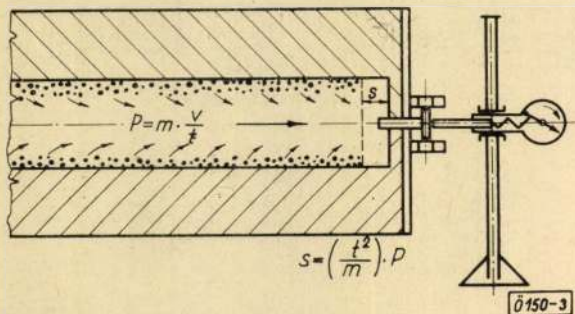 s
P = m · v/t
s = (t²/m) · P
Ö150-3